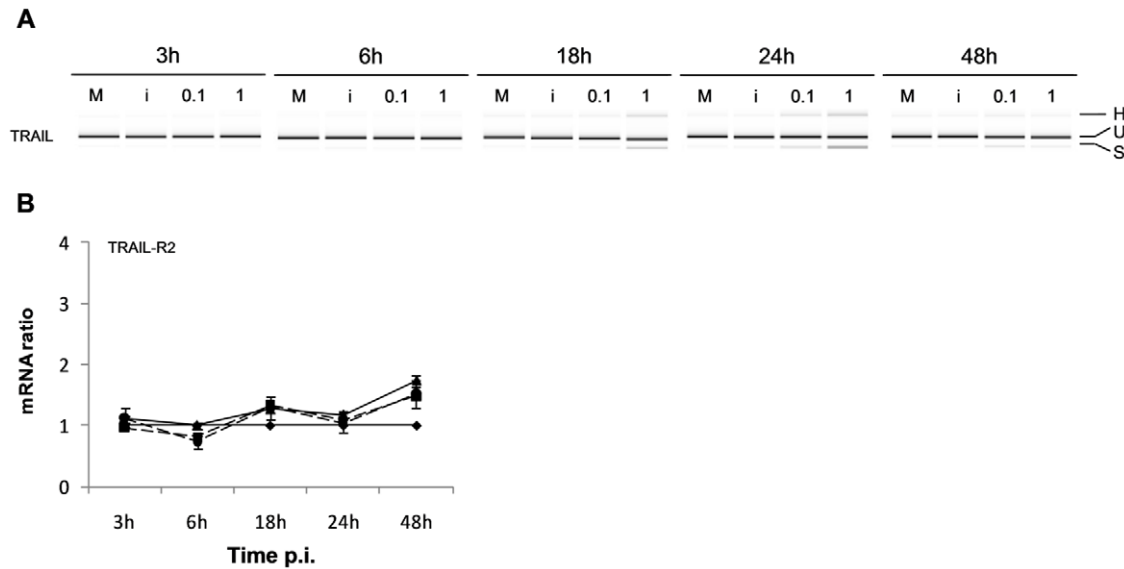 A
3h 6h 18h 24h 48h
M i 0.1 1 M i 0.1 1 M i 0.1 1 M i 0.1 1 M i 0.1 1
H
TRAIL U
S
B
TRAIL-R2
4
3
2
1
0
mRNA ratio
3h 6h 18h 24h 48h
Time p.i.